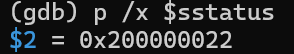 (gdb) p /x $sstatus
$2 = 0x200000022